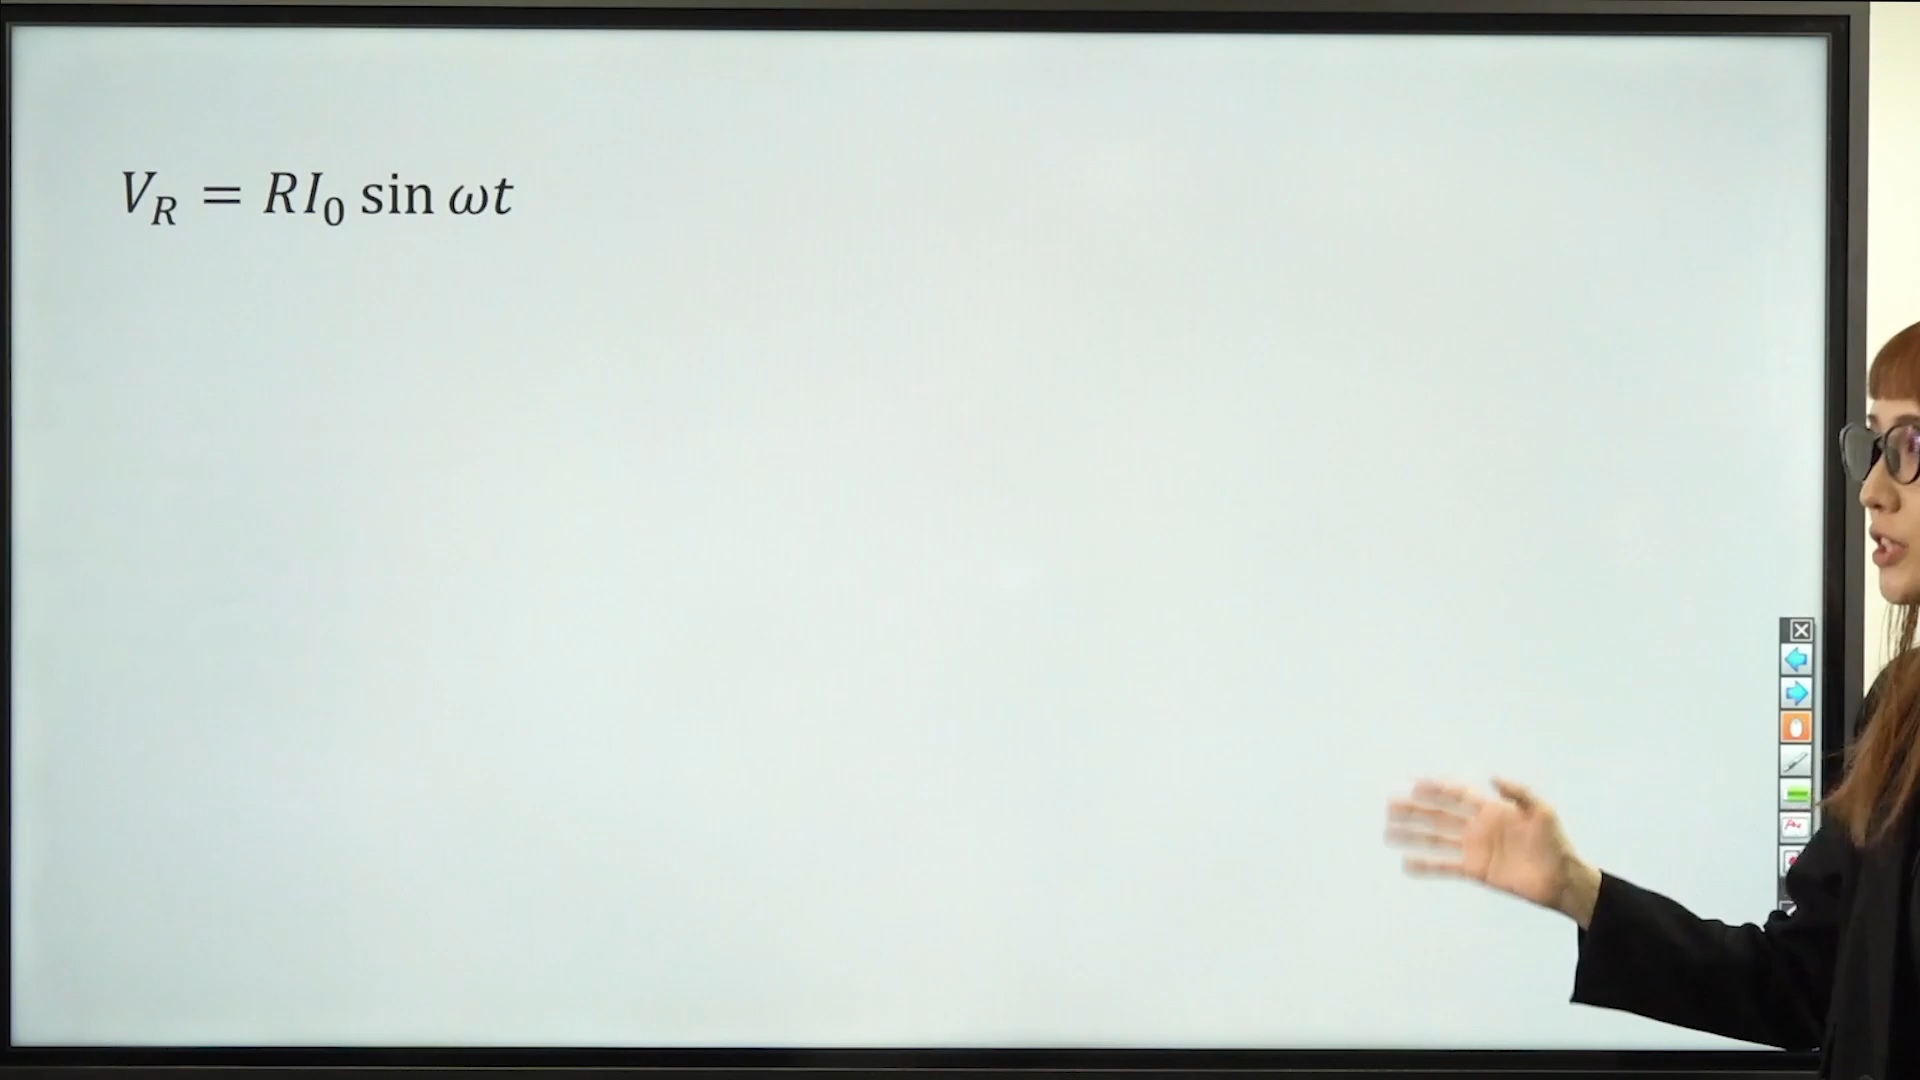 V_R = RI_0 sin ωt